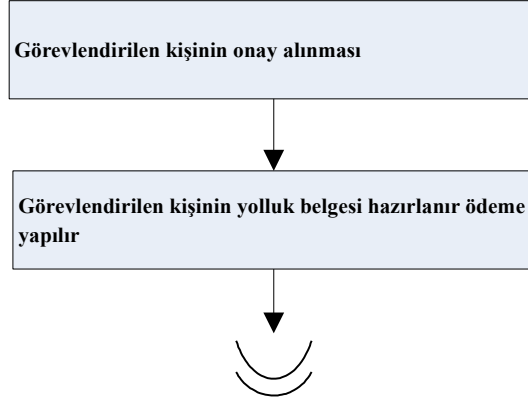 Görevlendirilen kişinin onay alınması
Görevlendirilen kişinin yolluk belgesi hazırlanır ödeme
yapılır